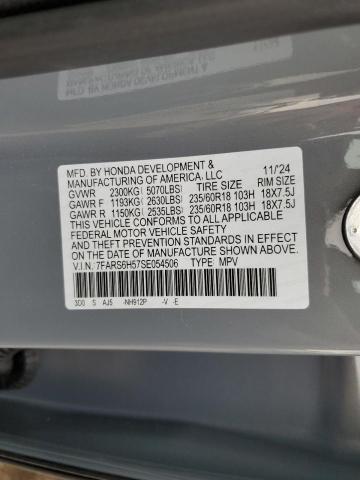 MFD. BY HONDA DEVELOPMENT &
MANUFACTURING OF AMERICA, LLC 11/'24
GVWR 2300KG( 5070LBS) TIRE SIZE RIM SIZE
GAWR F 1193KG( 2630LBS) 235/60R18 103H 18X7.5J
GAWR R 1150KG( 2535LBS) 235/60R18 103H 18X7.5J
THIS VEHICLE CONFORMS TO ALL APPLICABLE
FEDERAL MOTOR VEHICLE SAFETY
AND THEFT PREVENTION STANDARDS IN
EFFECT ON THE DATE OF MANUFACTURE SHOWN ABOVE.
V.I.N. 7FARS6H57SE054506 TYPE: MPV
3D0 S AJ5 -NH912P V -E